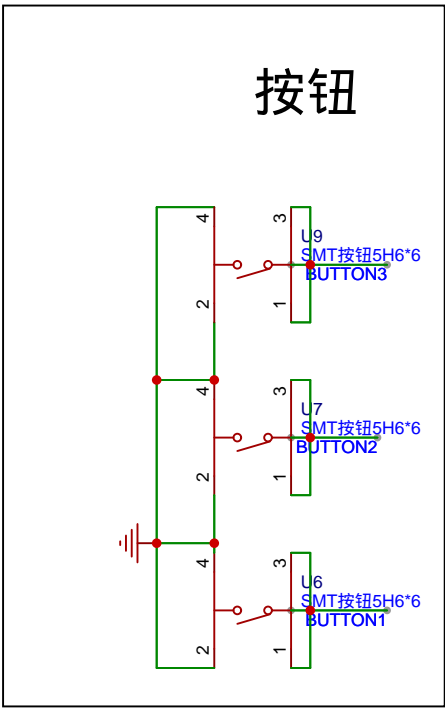 按钮
4
3
U9
SMT按钮5H6*6
BUTTON3
2
1
4
3
U7
SMT按钮5H6*6
BUTTON2
2
1
4
3
U6
SMT按钮5H6*6
BUTTON1
2
1